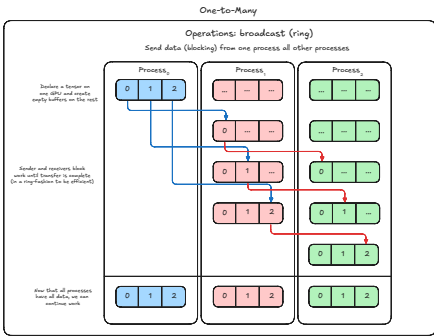 One-to-Many
Operations: broadcast (ring)
Send data (blocking) from one process all other processes
Process₀ Process₁ Process₂
Declare a tensor on
one GPU and create
empty buffers on the rest
0 1 2 ... ... ... ... ... ...
0 ... ... ... ... ...
Sender and receivers block
work until transfer is complete
(in a ring-fashion to be efficient)
0 1 ... 0 ... ...
0 1 2 0 1 ...
0 1 2
Now that all processes
have all data, we can
continue work
0 1 2 0 1 2 0 1 2